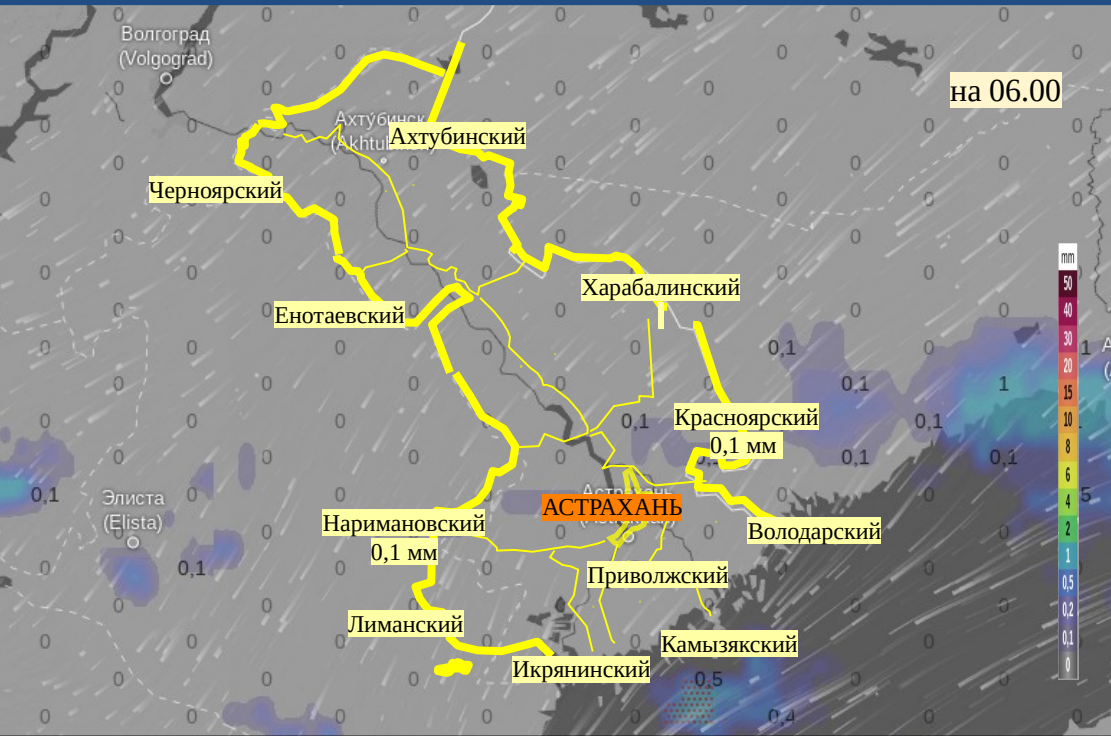 Волгоград
(Volgograd)
на 06.00
Ахтубинск
Ахтубинский
Черноярский
mm
50
40
30
20
15
10
8
6
4
2
1
0,5
0,2
0,1
0
Харабалинский
Енотаевский
0,1
0,1
1
0,1
Красноярский
0,1
0,1 мм
0,1
0,1
0,1
Элиста
(Elista)
АСТРАХАНЬ
Наримановский
0,1 мм
Володарский
0,1
Приволжский
Лиманский
Камызякский
Икрянинский
0,5
0,4